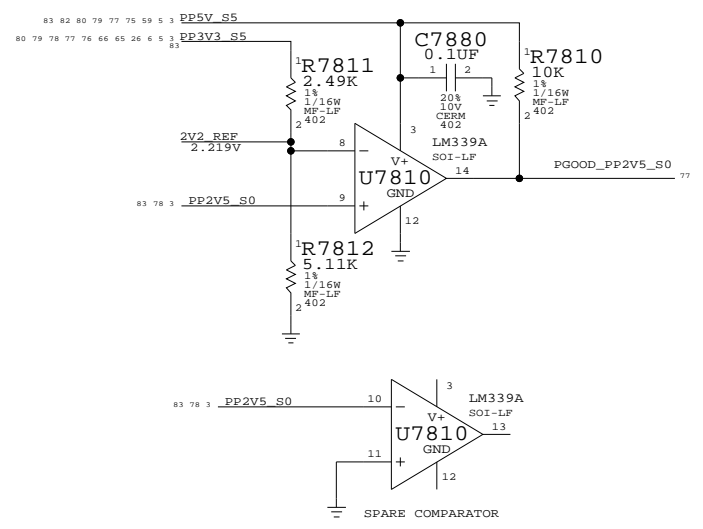 83 82 80 79 77 75 59 5 3 PP5V_S5
80 79 78 77 76 66 65 26 6 5 3 PP3V3_S5
83
C7880
0.1UF
1 2
20%
10V
CERM
402
1 R7810
10K
1%
1/16W
MF-LF
2 402
1 R7811
2.49K
1%
1/16W
MF-LF
2 402
2V2_REF
2.219V
8
3
LM339A
SOI-LF
V+
U7810
GND
14
PGOOD_PP2V5_S0 77
83 78 3 PP2V5_S0
9
12
1 R7812
5.11K
1%
1/16W
MF-LF
2 402
83 78 3 PP2V5_S0
10
3
LM339A
SOI-LF
V+
U7810
GND
13
11
12
SPARE COMPARATOR